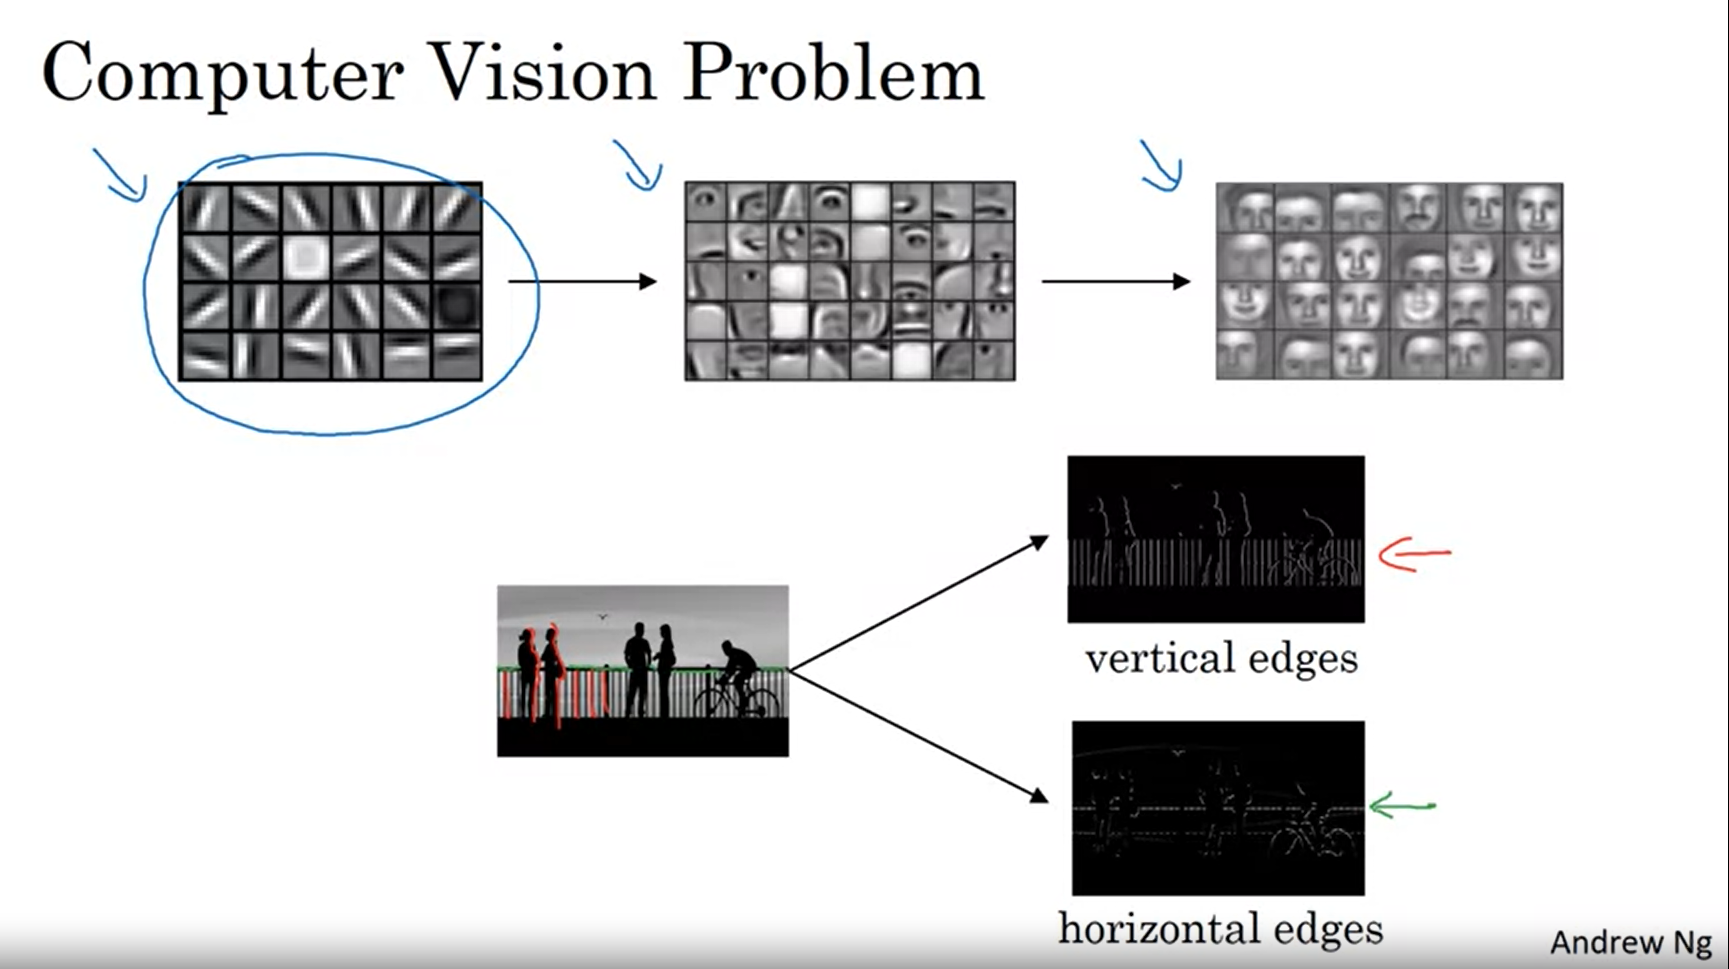 Computer Vision Problem
vertical edges
horizontal edges
Andrew Ng